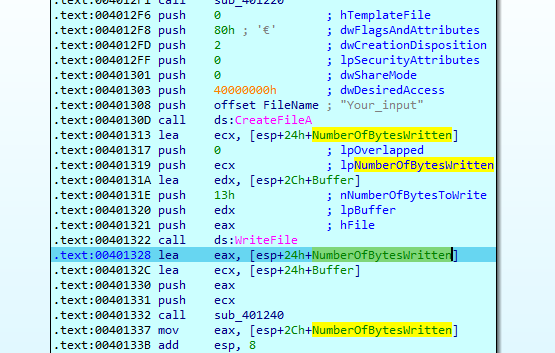 .text:004012F1 call sub_401220
.text:004012F6 push 0 ; hTemplateFile
.text:004012F8 push 80h ; '€' ; dwFlagsAndAttributes
.text:004012FD push 2 ; dwCreationDisposition
.text:004012FF push 0 ; lpSecurityAttributes
.text:00401301 push 0 ; dwShareMode
.text:00401303 push 40000000h ; dwDesiredAccess
.text:00401308 push offset FileName ; "Your_input"
.text:0040130D call ds:CreateFileA
.text:00401313 lea ecx, [esp+24h+NumberOfBytesWritten]
.text:00401317 push 0 ; lpOverlapped
.text:00401319 push ecx ; lpNumberOfBytesWritten
.text:0040131A lea edx, [esp+2Ch+Buffer]
.text:0040131E push 13h ; nNumberOfBytesToWrite
.text:00401320 push edx ; lpBuffer
.text:00401321 push eax ; hFile
.text:00401322 call ds:WriteFile
.text:00401328 lea eax, [esp+24h+NumberOfBytesWritten]
.text:0040132C lea ecx, [esp+24h+Buffer]
.text:00401330 push eax
.text:00401331 push ecx
.text:00401332 call sub_401240
.text:00401337 mov eax, [esp+2Ch+NumberOfBytesWritten]
.text:0040133B add esp, 8